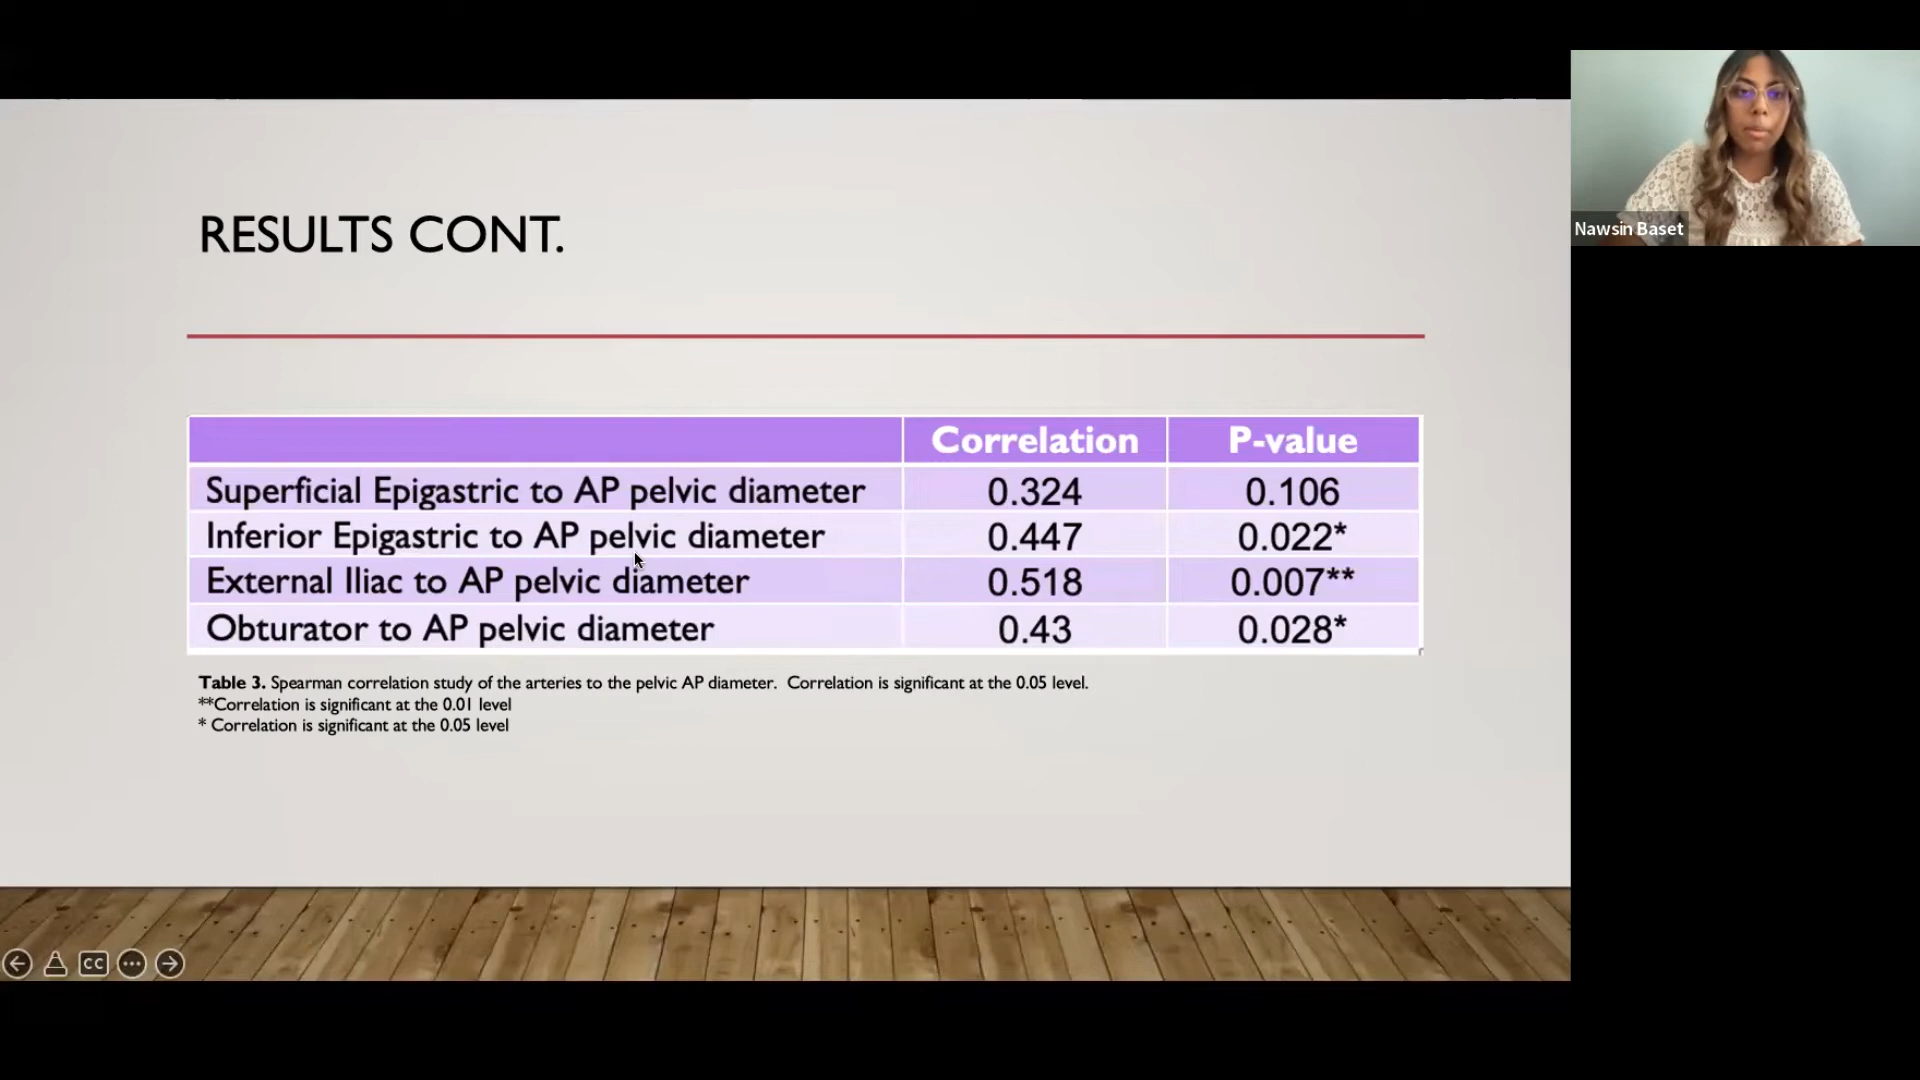 RESULTS CONT.
Correlation P-value
Superficial Epigastric to AP pelvic diameter 0.324 0.106
Inferior Epigastric to AP pelvic diameter 0.447 0.022*
External Iliac to AP pelvic diameter 0.518 0.007**
Obturator to AP pelvic diameter 0.43 0.028*
Table 3. Spearman correlation study of the arteries to the pelvic AP diameter. Correlation is significant at the 0.05 level.
**Correlation is significant at the 0.01 level
* Correlation is significant at the 0.05 level
CC
Nawsin Baset